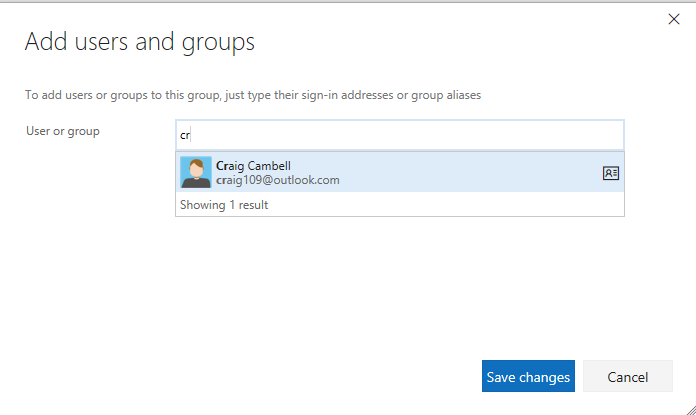 Add users and groups
To add users or groups to this group, just type their sign-in addresses or group aliases
User or group
cr
Craig Cambell
craig109@outlook.com
Showing 1 result
Save changes
Cancel